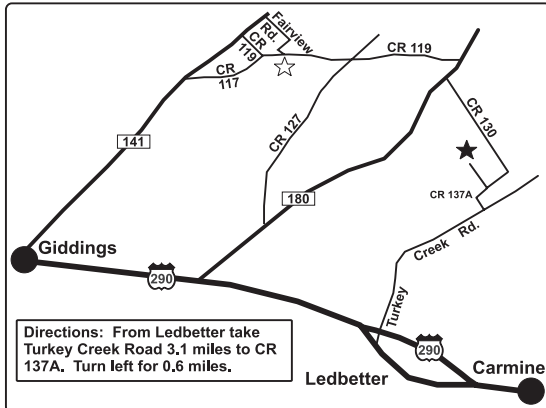 Fairview
Rd.
CR
119
CR 119
CR
117
CR 127
CR 130
141
180
CR 137A
Giddings
290
Creek Rd.
Turkey
290
Directions: From Ledbetter take
Turkey Creek Road 3.1 miles to CR
137A. Turn left for 0.6 miles.
Ledbetter
Carmine